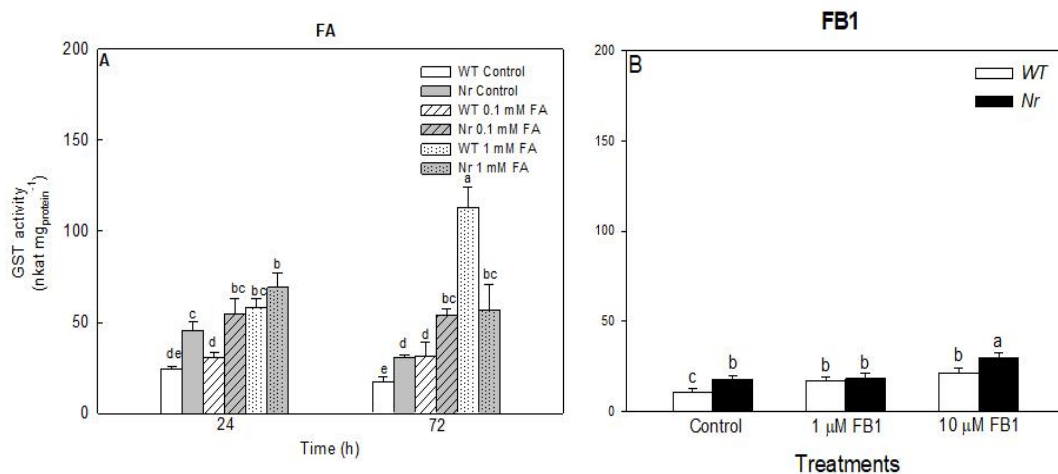 FA
A
200
150
100
50
0
GST activity
(nkat mg protein -1)
WT Control
Nr Control
WT 0.1 mM FA
Nr 0.1 mM FA
WT 1 mM FA
Nr 1 mM FA
de
c
d
bc
bc
b
e
d
d
bc
a
bc
24
72
Time (h)
FB1
B
200
150
100
50
0
WT
Nr
c
b
b
b
b
a
Control
1 μM FB1
10 μM FB1
Treatments